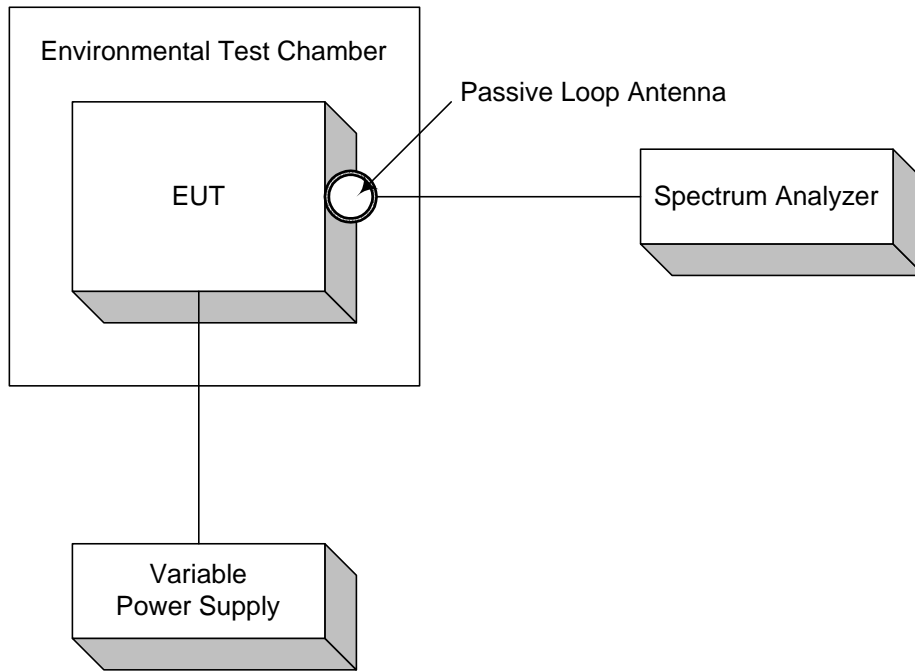 Environmental Test Chamber
Passive Loop Antenna
EUT
Spectrum Analyzer
Variable
Power Supply